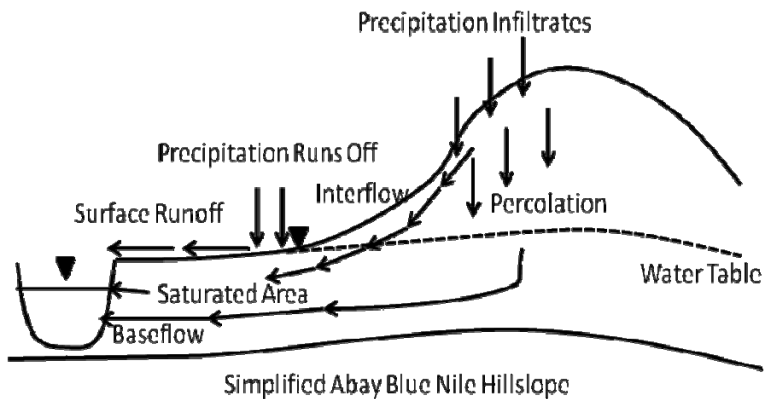 Precipitation Infiltrates
Precipitation Runs Off
Interflow
Surface Runoff
Percolation
Water Table
Saturated Area
Baseflow
Simplified Abay Blue Nile Hillslope